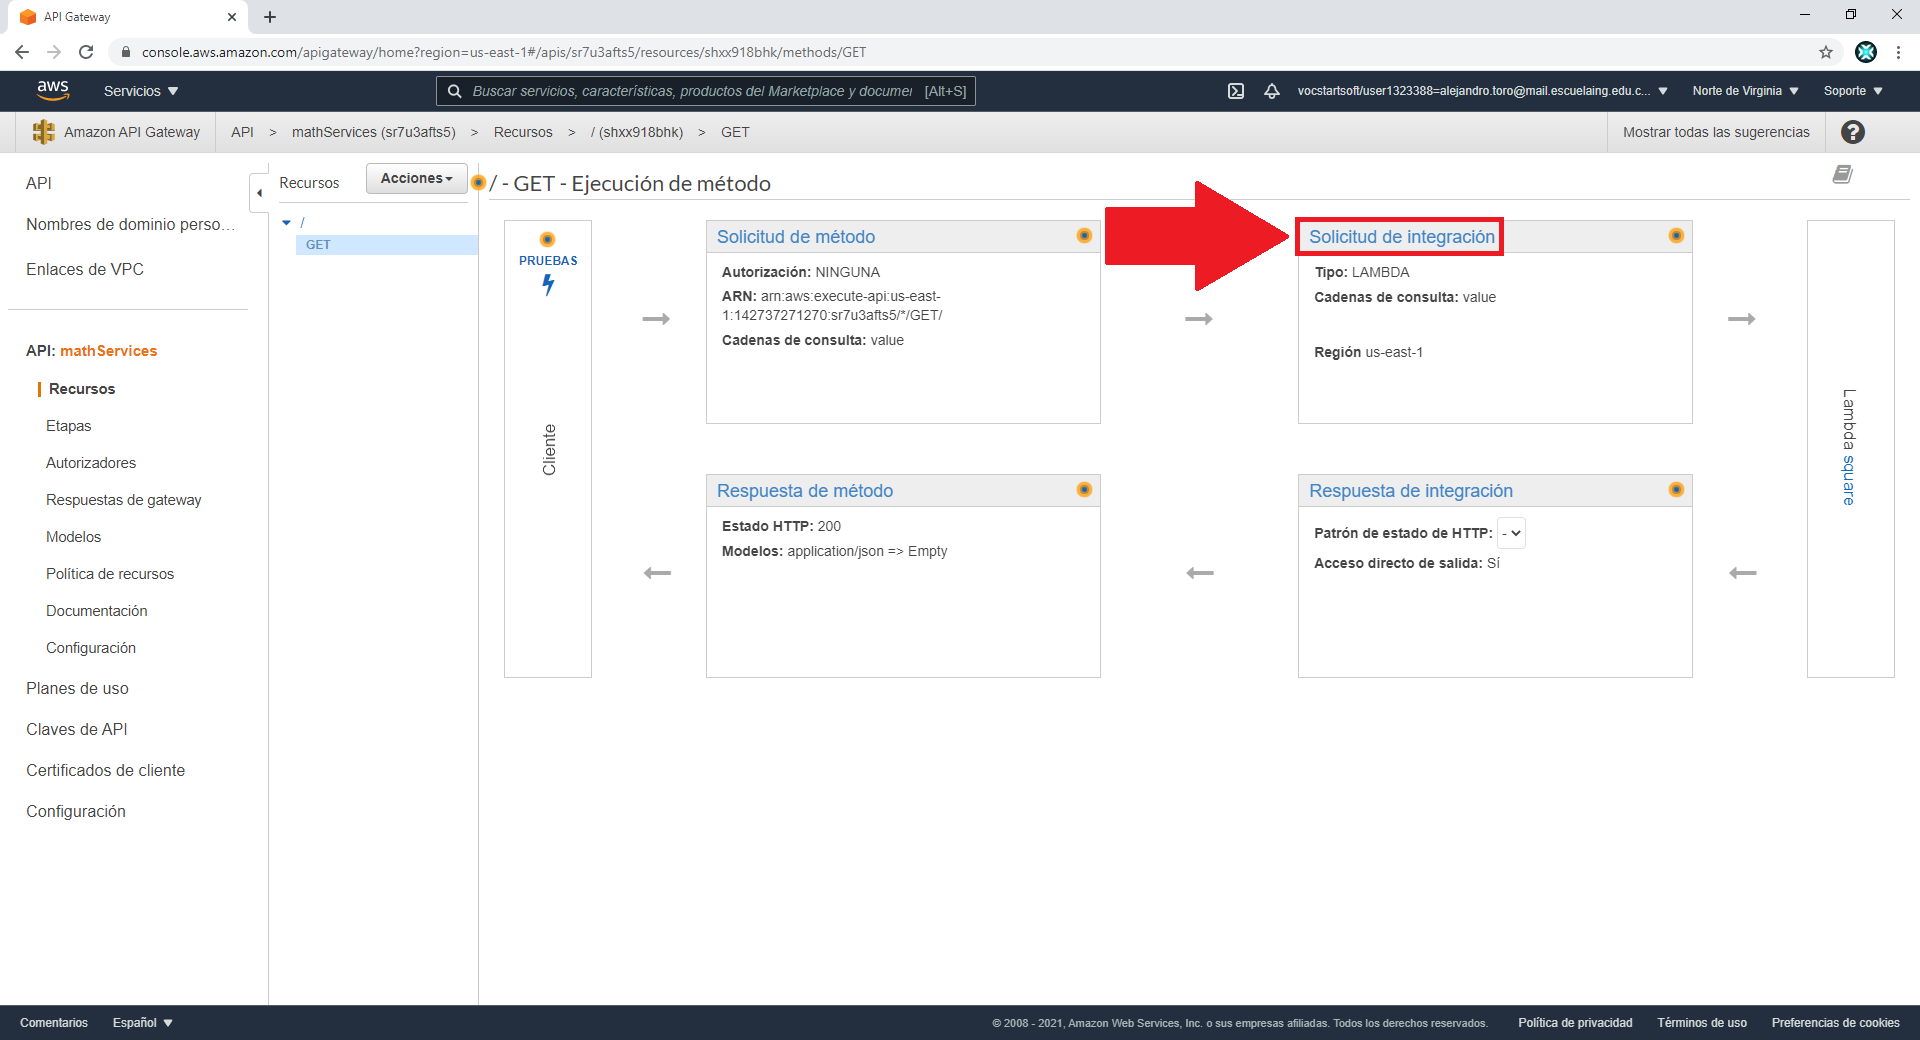 API Gateway
console.aws.amazon.com/apigateway/home?region=us-east-1#/apis/sr7u3afts5/resources/shxx918bhk/methods/GET
aws
Servicios
Buscar servicios, características, productos del Marketplace y documen
[Alt+S]
vocstartsoft/user1323388=alejandro.toro@mail.escuelaing.edu.c...
Norte de Virginia
Soporte
Amazon API Gateway
API > mathServices (sr7u3afts5) > Recursos > / (shxx918bhk) > GET
Mostrar todas las sugerencias
?
API
Nombres de dominio perso...
Enlaces de VPC
API: mathServices
Recursos
Etapas
Autorizadores
Respuestas de gateway
Modelos
Política de recursos
Documentación
Configuración
Planes de uso
Claves de API
Certificados de cliente
Configuración
Recursos
Acciones
/
GET
/ - GET - Ejecución de método
PRUEBAS
Cliente
Solicitud de método
Autorización: NINGUNA
ARN: arn:aws:execute-api:us-east-
1:142737271270:sr7u3afts5/*/GET/
Cadenas de consulta: value
Solicitud de integración
Tipo: LAMBDA
Cadenas de consulta: value
Región us-east-1
Lambda square
Respuesta de método
Estado HTTP: 200
Modelos: application/json => Empty
Respuesta de integración
Patrón de estado de HTTP: -
Acceso directo de salida: Sí
Comentarios
Español
© 2008 - 2021, Amazon Web Services, Inc. o sus empresas afiliadas. Todos los derechos reservados.
Política de privacidad
Términos de uso
Preferencias de cookies